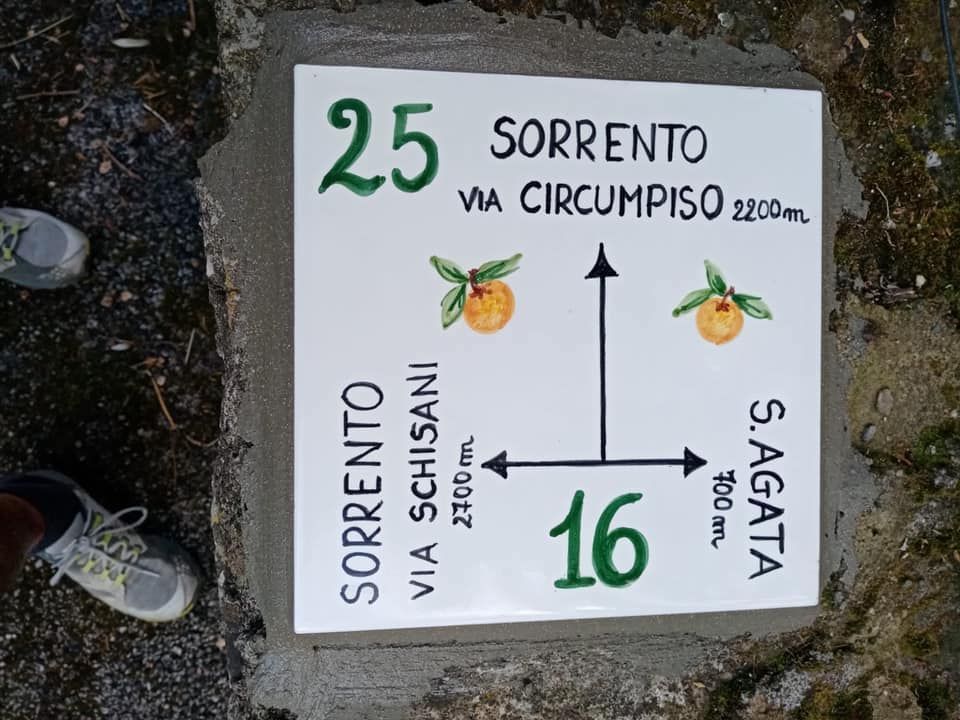 25
SORRENTO
VIA CIRCUMPISO 2200m
SORRENTO
VIA SCHISANI
2700m
S. AGATA
700m
16